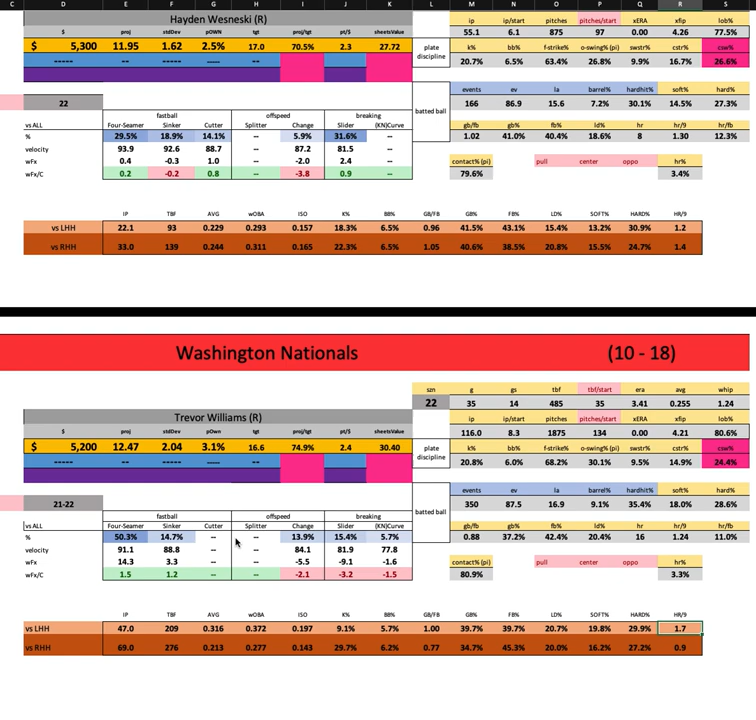 C D E F G H I J K L M N O P Q R S
Hayden Wesneski (R) ip ip/start pitches pitches/start xERA xfip lob%
$ proj stdDev pOWN tgt proj/tgt pt/$ sheetsValue 55.1 6.1 875 97 0.00 4.26 77.5%
$ 5,300 11.95 1.62 2.5% 17.0 70.5% 2.3 27.72 plate discipline k% bb% f-strike% o-swing% (pi) swstr% cstr% csw%
----- -- --- ---- -- 20.7% 6.5% 63.4% 26.8% 9.9% 16.7% 26.6%
events ev la barrel% hardhit% soft% hard%
22 batted ball 166 86.9 15.6 7.2% 30.1% 14.5% 27.3%
fastball offspeed breaking
vs ALL Four-Seamer Sinker Cutter Splitter Change Slider (KN)Curve gb/fb gb% fb% ld% hr hr/9 hr/fb
% 29.5% 18.9% 14.1% -- 5.9% 31.6% -- 1.02 41.0% 40.4% 18.6% 8 1.30 12.3%
velocity 93.9 92.6 88.7 -- 87.2 81.5 --
wFx 0.4 -0.3 1.0 -- -2.0 2.4 -- contact% (pi) pull center oppo hr%
wFx/C 0.2 -0.2 0.8 -- -3.8 0.9 -- 79.6% 3.4%
IP TBF AVG wOBA ISO K% BB% GB/FB GB% FB% LD% SOFT% HARD% HR/9
vs LHH 22.1 93 0.229 0.293 0.157 18.3% 6.5% 0.96 41.5% 43.1% 15.4% 13.2% 30.9% 1.2
vs RHH 33.0 139 0.244 0.311 0.165 22.3% 6.5% 1.05 40.6% 38.5% 20.8% 15.5% 24.7% 1.4
Washington Nationals (10 - 18)
szn g gs tbf tbf/start era avg whip
22 35 14 485 35 3.41 0.255 1.24
Trevor Williams (R) ip ip/start pitches pitches/start xERA xfip lob%
$ proj stdDev pOwn tgt proj/tgt pt/$ sheetsValue 116.0 8.3 1875 134 0.00 4.21 80.6%
$ 5,200 12.47 2.04 3.1% 16.6 74.9% 2.4 30.40 plate discipline k% bb% f-strike% o-swing% (pi) swstr% cstr% csw%
----- -- --- ---- -- 20.8% 6.0% 68.2% 30.1% 9.5% 14.9% 24.4%
events ev la barrel% hardhit% soft% hard%
21-22 batted ball 350 87.5 16.9 9.1% 35.4% 18.0% 28.6%
fastball offspeed breaking
vs ALL Four-Seamer Sinker Cutter Splitter Change Slider (KN)Curve gb/fb gb% fb% ld% hr hr/9 hr/fb
% 50.3% 14.7% -- -- 13.9% 15.4% 5.7% 0.88 37.2% 42.4% 20.4% 16 1.24 11.0%
velocity 91.1 88.8 -- -- 84.1 81.9 77.8
wFx 14.3 3.3 -- -- -5.5 -9.1 -1.6 contact% (pi) pull center oppo hr%
wFx/C 1.5 1.2 -- -- -2.1 -3.2 -1.5 80.9% 3.3%
IP TBF AVG wOBA ISO K% BB% GB/FB GB% FB% LD% SOFT% HARD% HR/9
vs LHH 47.0 209 0.316 0.372 0.197 9.1% 5.7% 1.00 39.7% 39.7% 20.7% 19.8% 29.9% 1.7
vs RHH 69.0 276 0.213 0.277 0.143 29.7% 6.2% 0.77 34.7% 45.3% 20.0% 16.2% 27.2% 0.9